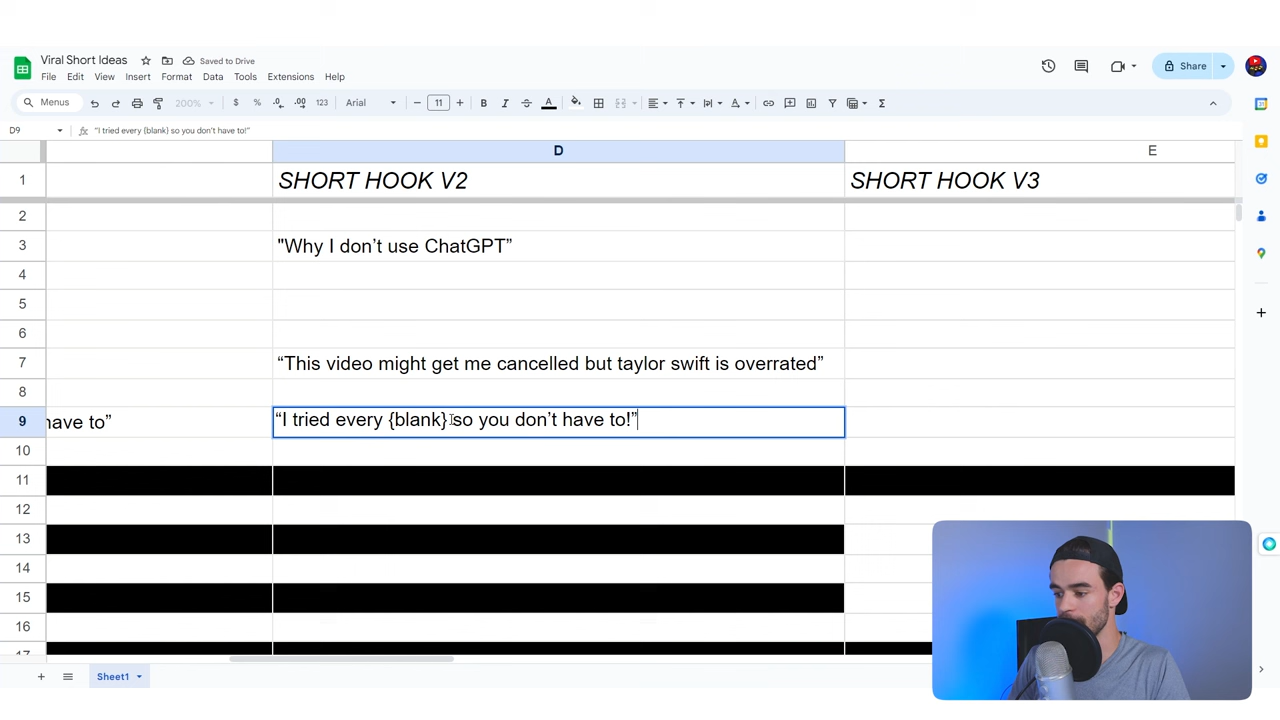 Viral Short Ideas
Saved to Drive
File Edit View Insert Format Data Tools Extensions Help
Share
Menus
200%
$ % .0 .00 123
Arial
− 11 +
B I A
D9
fx "I tried every {blank} so you don't have to!"
D E
1 SHORT HOOK V2 SHORT HOOK V3
2
3 "Why I don’t use ChatGPT”
4
5
6
7 “This video might get me cancelled but taylor swift is overrated”
8
9 have to” “I tried every {blank} so you don’t have to!”
10
11
12
13
14
15
16
17
Sheet1